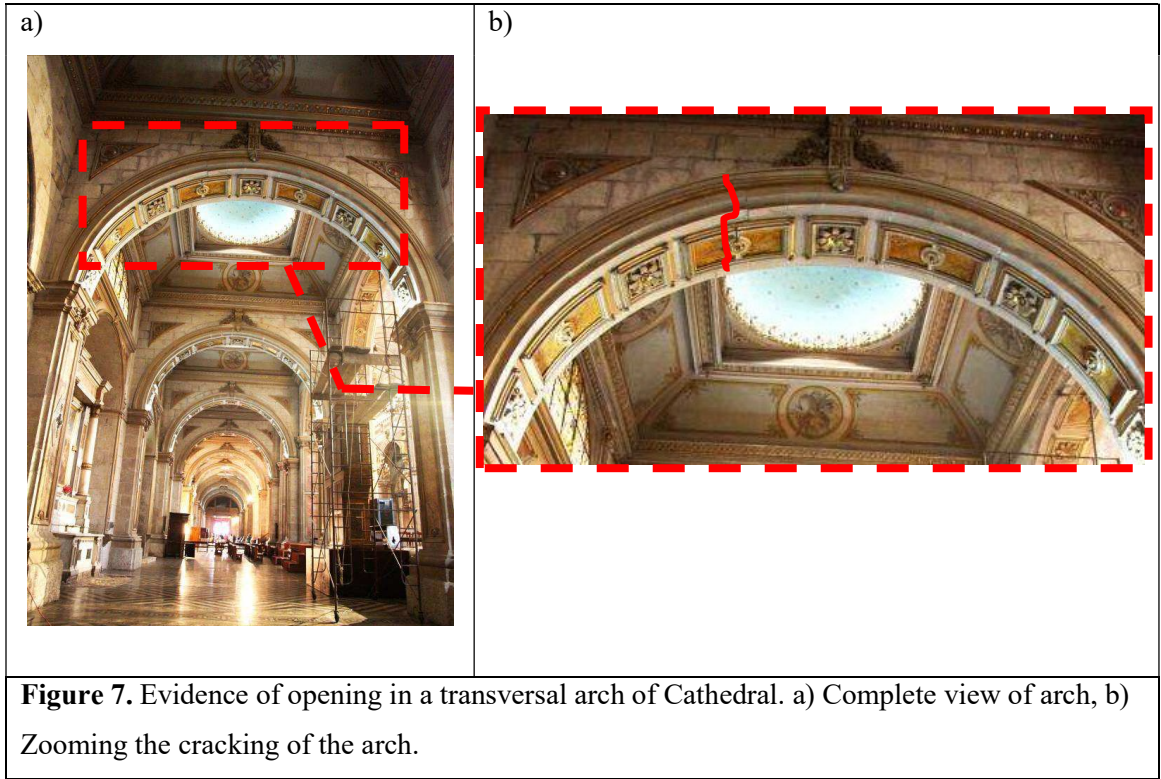 a)
b)
Figure 7. Evidence of opening in a transversal arch of Cathedral. a) Complete view of arch, b)
Zooming the cracking of the arch.